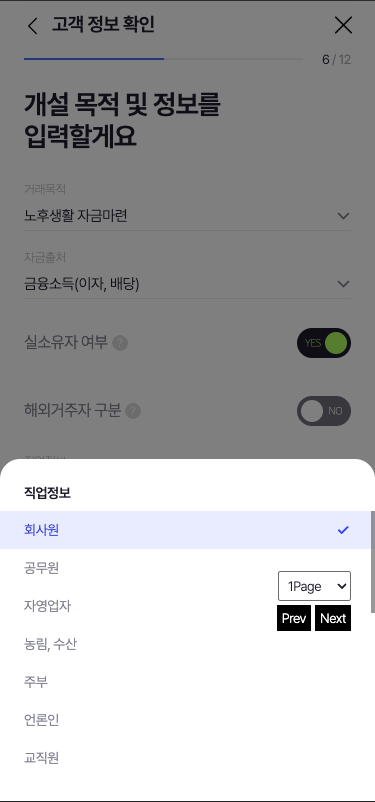 고객 정보 확인
6 / 12
개설 목적 및 정보를
입력할게요
거래목적
노후생활 자금마련
자금출처
금융소득(이자, 배당)
실소유자 여부 ?
YES
해외거주자 구분 ?
NO
직업정보
회사원
공무원
1Page
자영업자
Prev Next
농림, 수산
주부
언론인
교직원